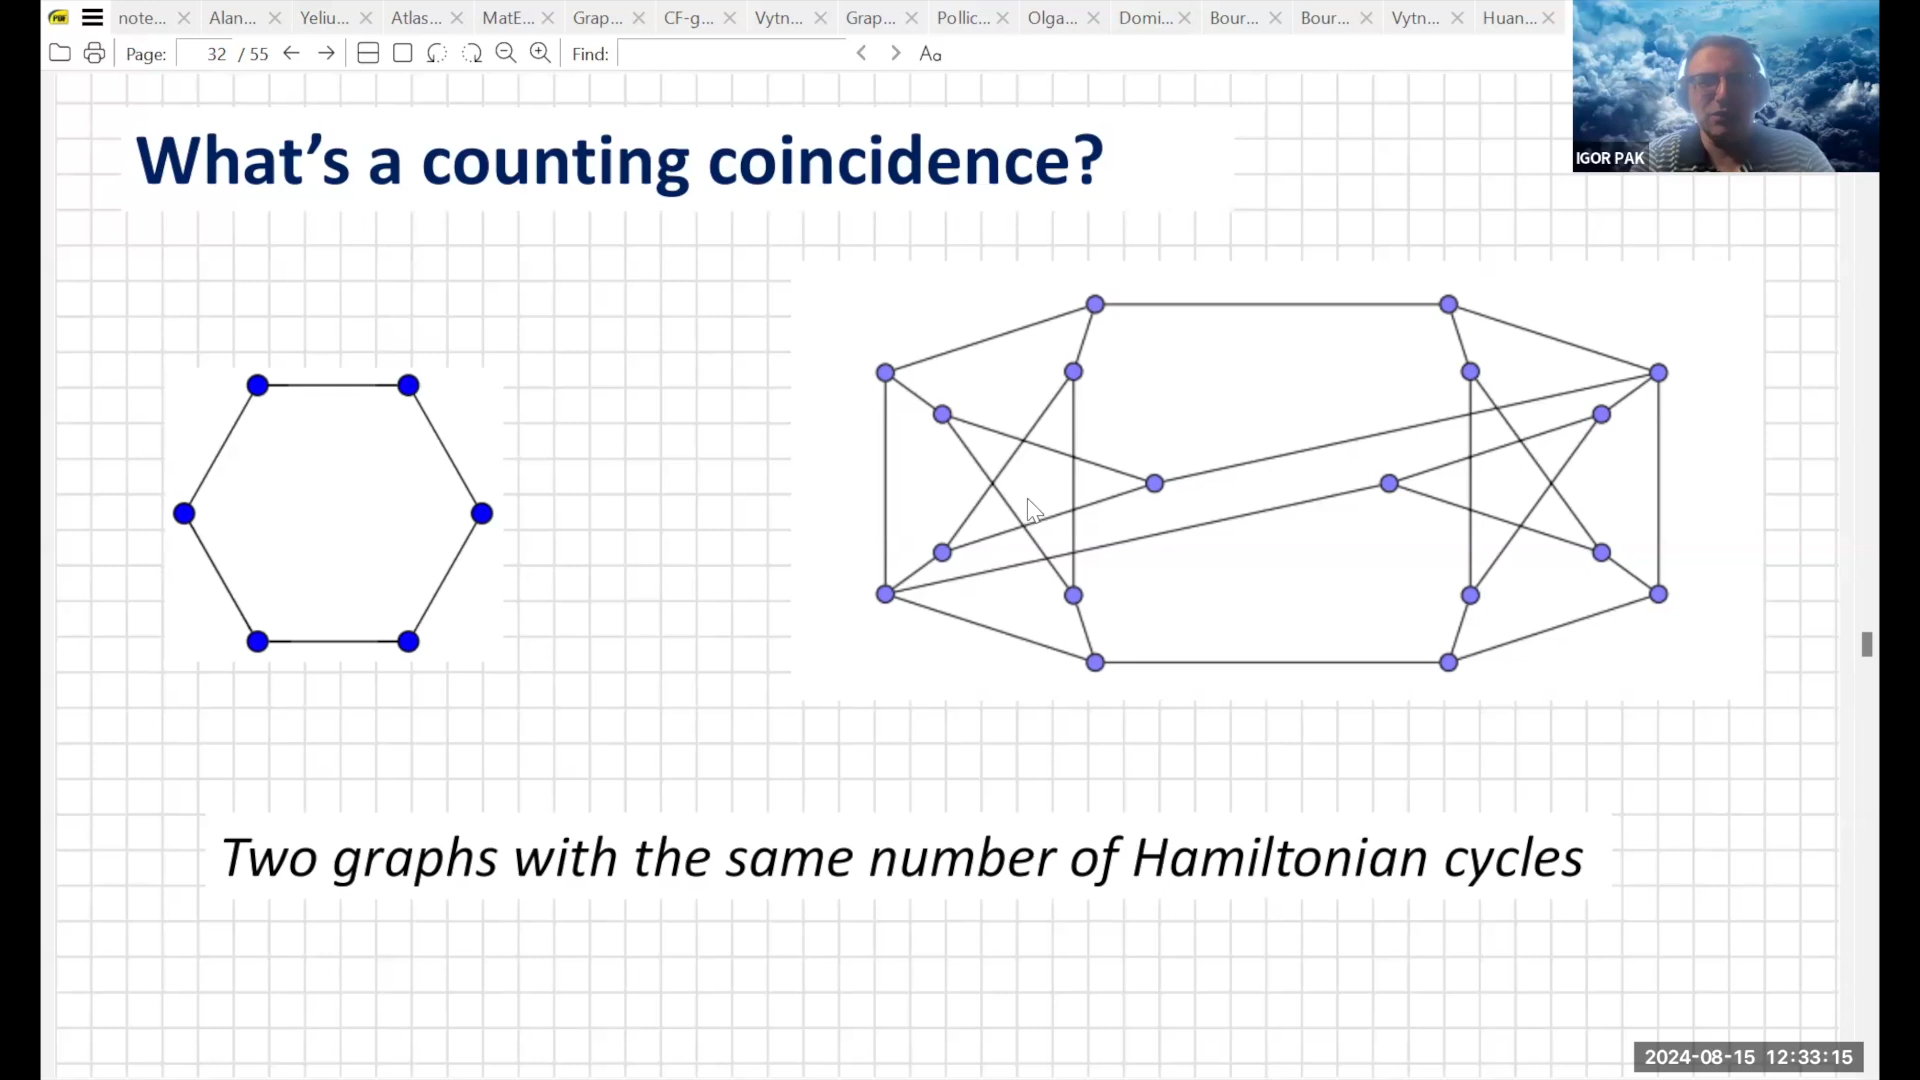 note... Alan... Yeliu... Atlas... MatE... Grap... CF-g... Vytn... Grap... Pollic... Olga... Domi... Bour... Bour... Vytn... Huan...
Page: 32 / 55 Find: Aa
IGOR PAK
What's a counting coincidence?
Two graphs with the same number of Hamiltonian cycles
2024-08-15 12:33:15